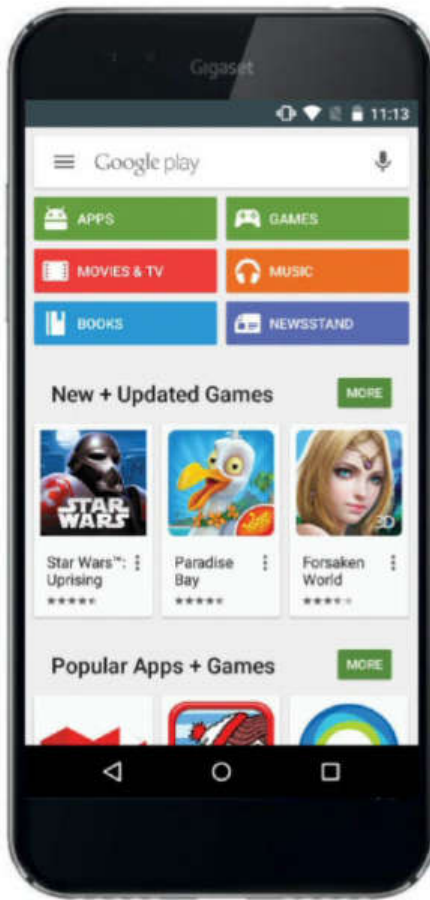 Gigaset
11:13
Google play
APPS
GAMES
MOVIES & TV
MUSIC
BOOKS
NEWSSTAND
New + Updated Games
MORE
STAR
WARS
3D
Star Wars™:
Uprising
Paradise
Bay
Forsaken
World
Popular Apps + Games
MORE